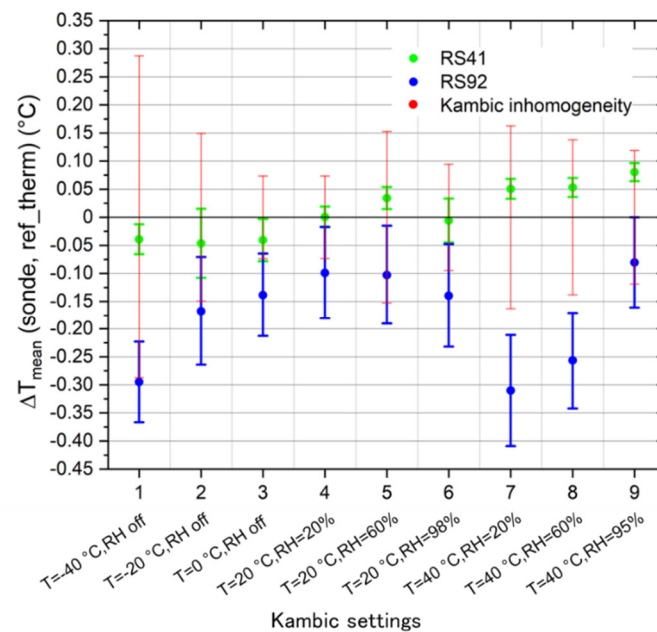 0.35
0.30
0.25
0.20
0.15
0.10
0.05
0
-0.05
-0.10
-0.15
-0.20
-0.25
-0.30
-0.35
-0.40
-0.45
ΔTmean (sonde, ref_therm) (°C)
RS41
RS92
Kambic inhomogeneity
1 2 3 4 5 6 7 8 9
T=-40 °C,RH off
T=-20 °C,RH off
T=0 °C,RH off
T=20 °C,RH=20%
T=20 °C,RH=60%
T=20 °C,RH=98%
T=40 °C,RH=20%
T=40 °C,RH=60%
T=40 °C,RH=95%
Kambic settings